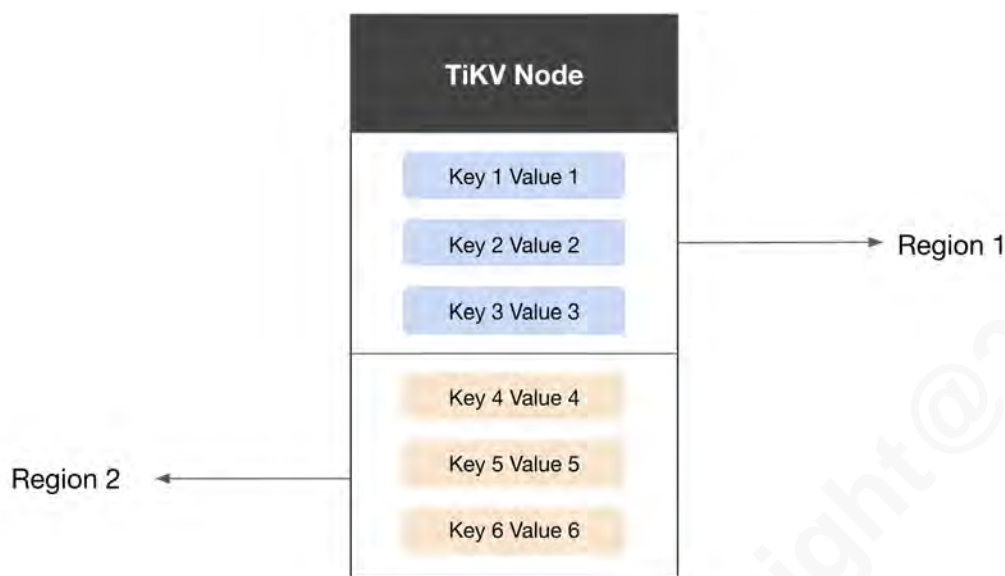 TiKV Node
Key 1 Value 1
Key 2 Value 2
Region 1
Key 3 Value 3
Key 4 Value 4
Key 5 Value 5
Region 2
Key 6 Value 6